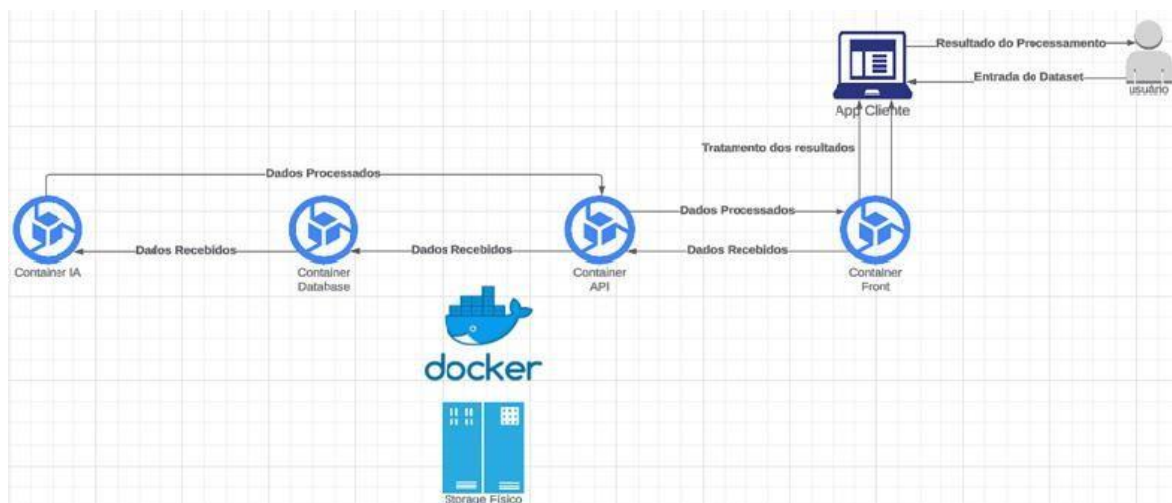 Resultado do Processamento
Entrada do Dataset
usuário
App Cliente
Tratamento dos resultados
Dados Processados
Dados Processados
Dados Recebidos
Dados Recebidos
Dados Recebidos
Container IA
Container
Database
Container
API
Container
Front
docker
Storage Físico